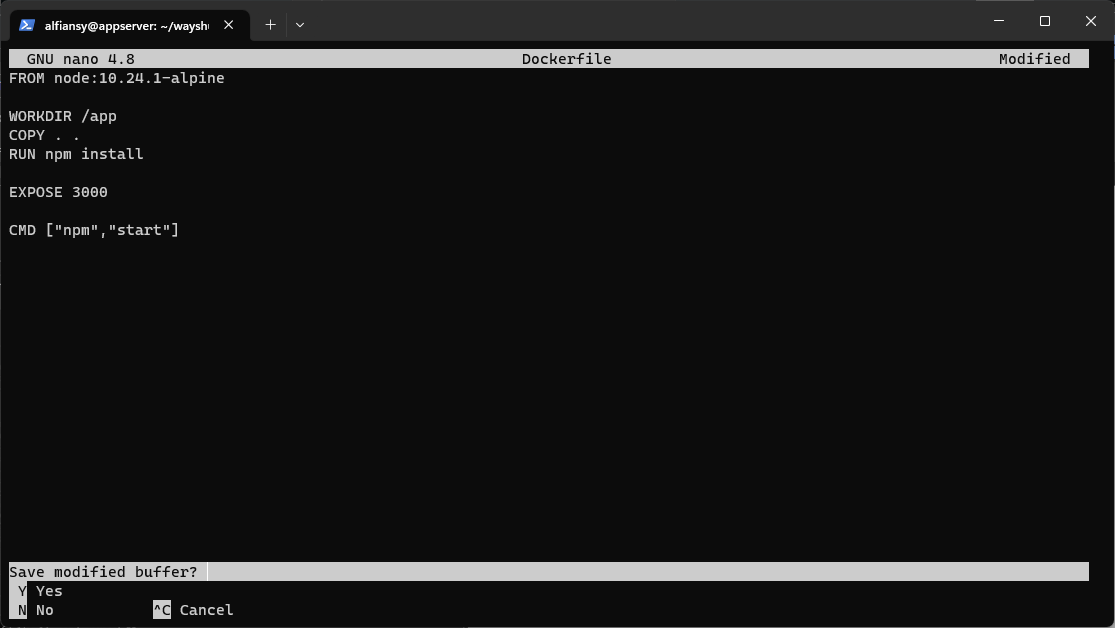 alfiansy@appserver: ~/waysh
GNU nano 4.8 Dockerfile Modified
FROM node:10.24.1-alpine
WORKDIR /app
COPY . .
RUN npm install
EXPOSE 3000
CMD ["npm","start"]
Save modified buffer?
Y Yes
N No ^C Cancel